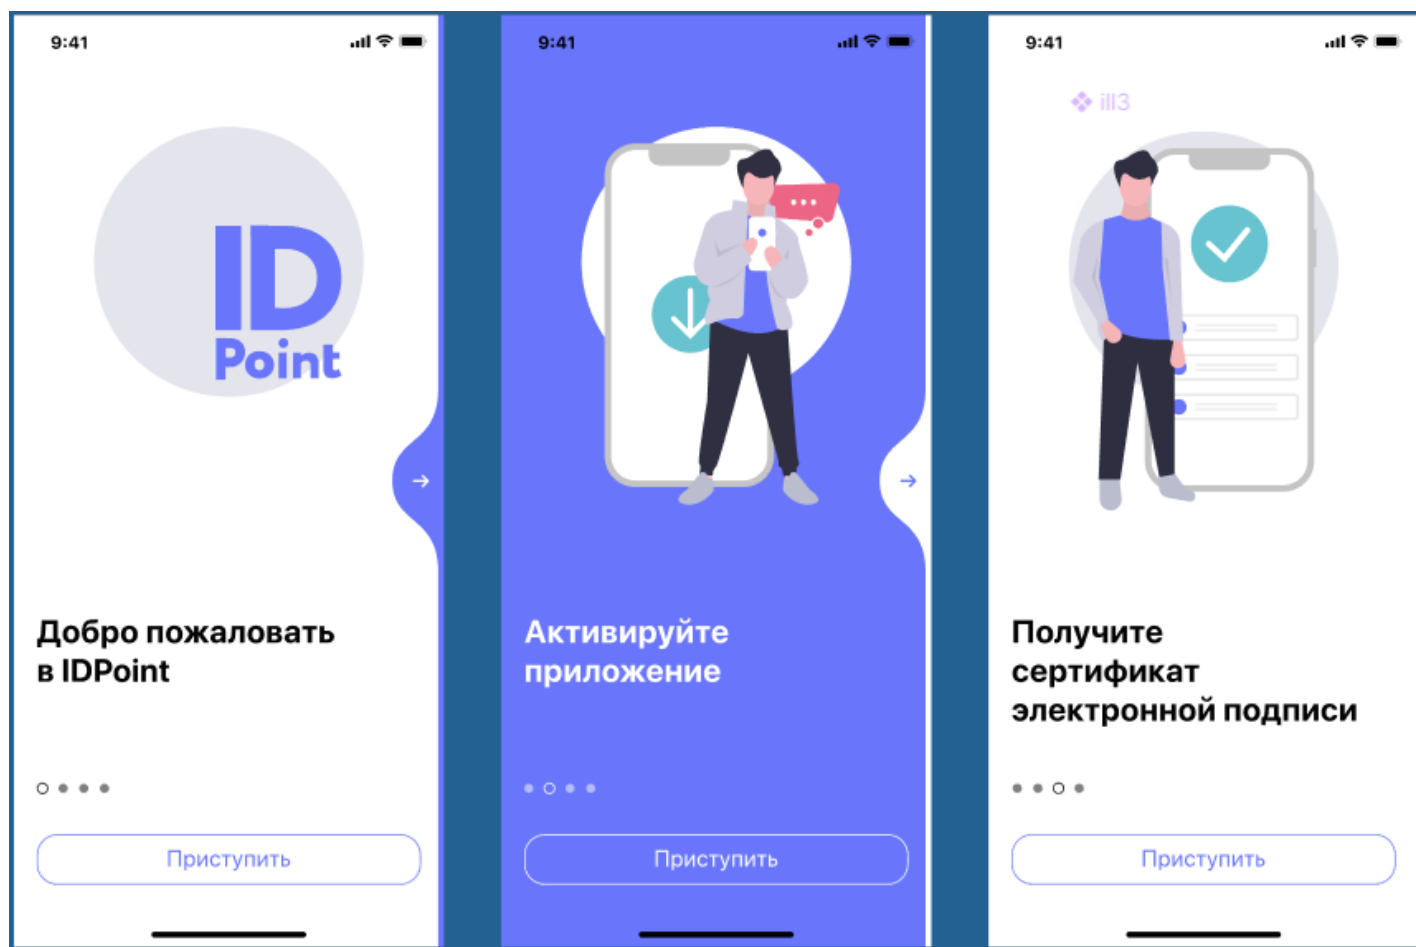 9:41
ID
Point
Добро пожаловать
в IDPoint
Приступить
9:41
Активируйте
приложение
Приступить
9:41
ill3
Получите
сертификат
электронной подписи
Приступить